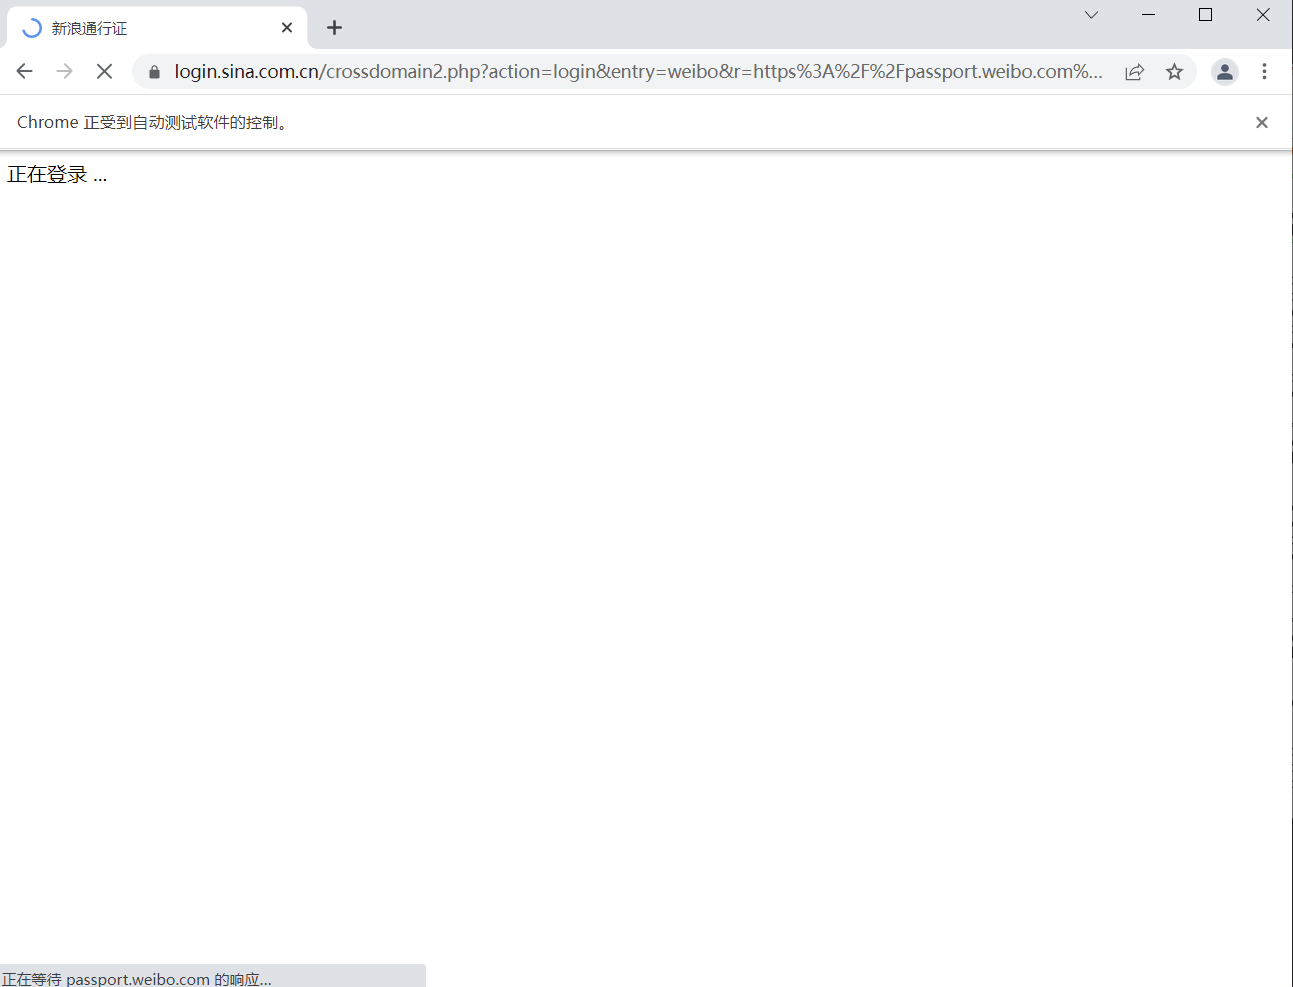 新浪通行证
login.sina.com.cn/crossdomain2.php?action=login&entry=weibo&r=https%3A%2F%2Fpassport.weibo.com%...
Chrome 正受到自动测试软件的控制。
正在登录 ...
正在等待 passport.weibo.com 的响应...